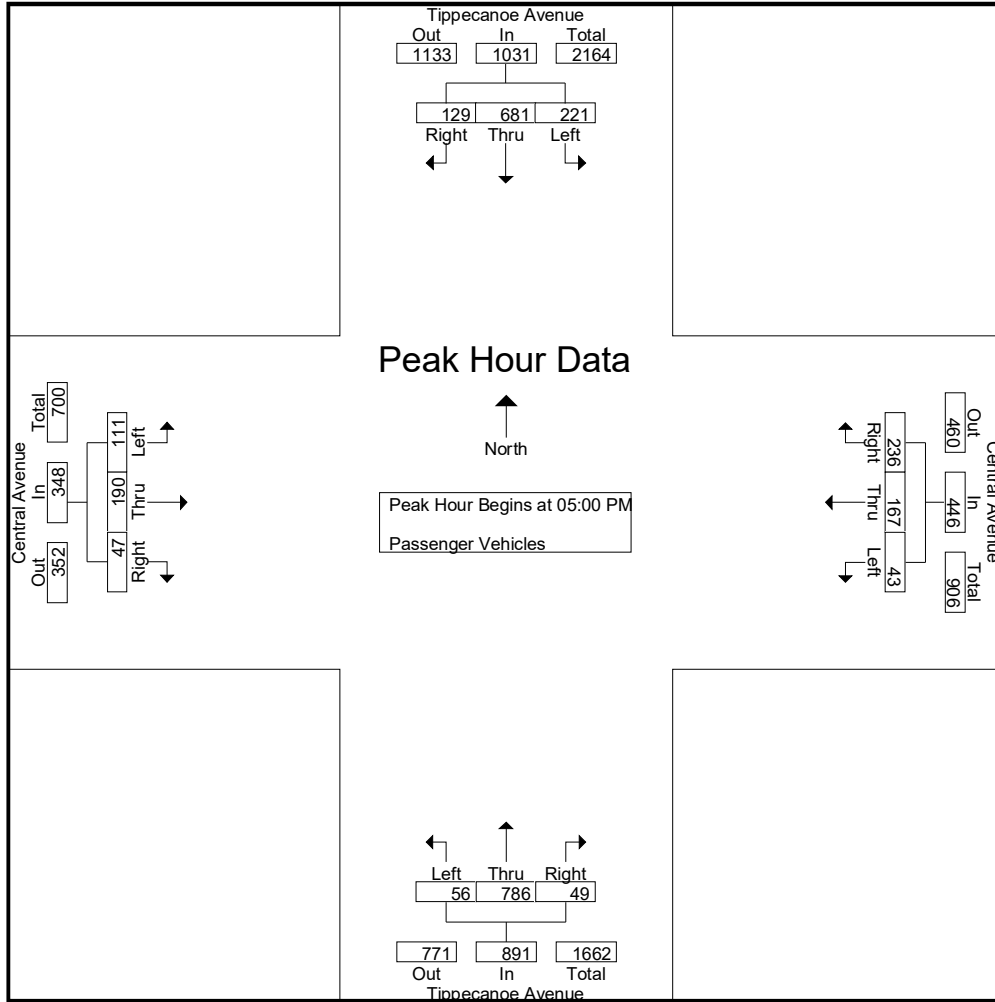 Tippecanoe Avenue
Out In Total
1133 1031 2164
129 681 221
Right Thru Left
Peak Hour Data
North
Peak Hour Begins at 05:00 PM
Passenger Vehicles
Central Avenue
Out In Total
352 348 700
Left Thru Right
111 190 47
Central Avenue
Out In Total
460 446 906
Right Thru Left
236 167 43
Left Thru Right
56 786 49
771 891 1662
Out In Total
Tippecanoe Avenue